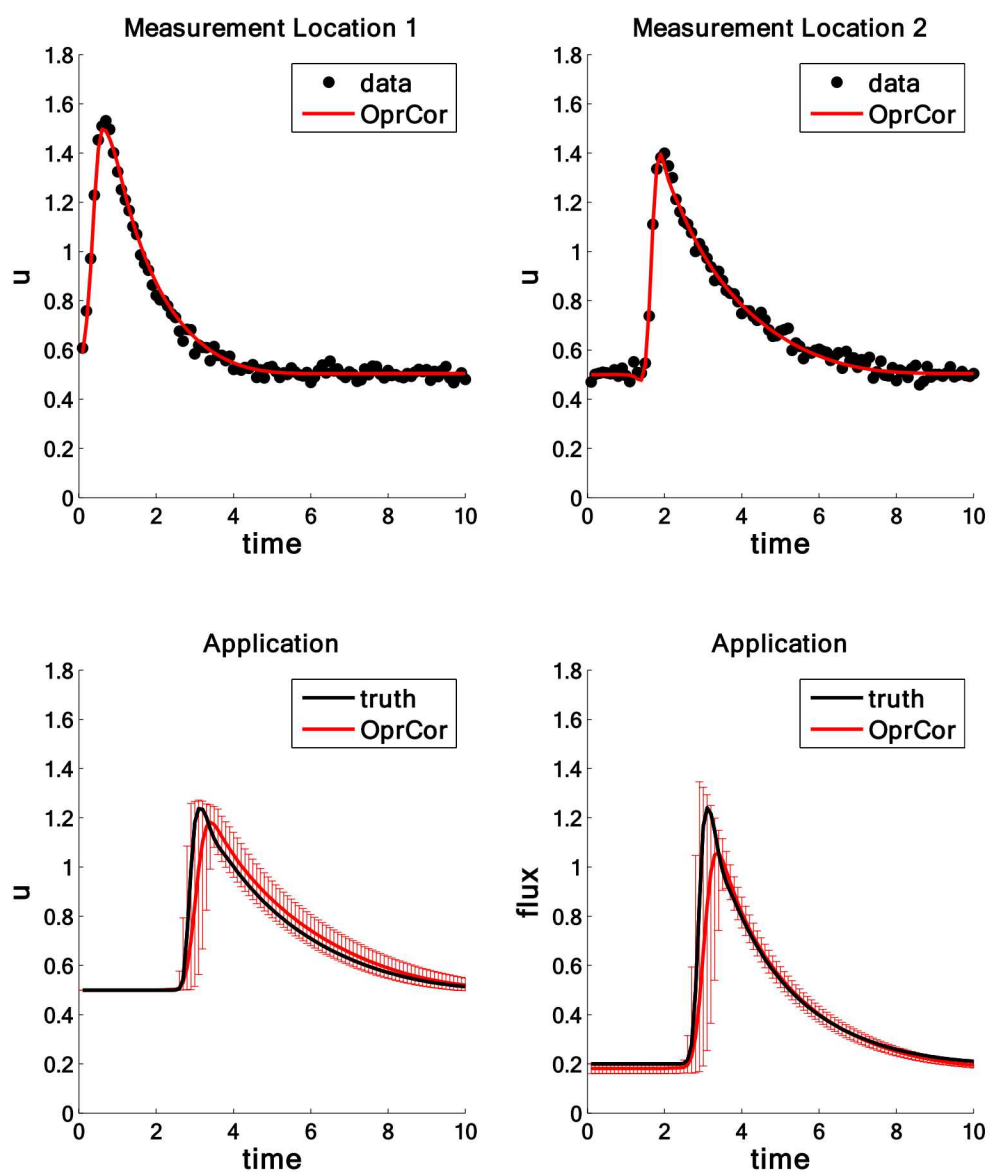 Measurement Location 1
1.8
1.6
1.4
1.2
1
0.8
0.6
0.4
0.2
0
u
data
OprCor
0 2 4 6 8 10
time
Measurement Location 2
1.8
1.6
1.4
1.2
1
0.8
0.6
0.4
0.2
0
u
data
OprCor
0 2 4 6 8 10
time
Application
1.8
1.6
1.4
1.2
1
0.8
0.6
0.4
0.2
0
u
truth
OprCor
0 2 4 6 8 10
time
Application
1.8
1.6
1.4
1.2
1
0.8
0.6
0.4
0.2
0
flux
truth
OprCor
0 2 4 6 8 10
time